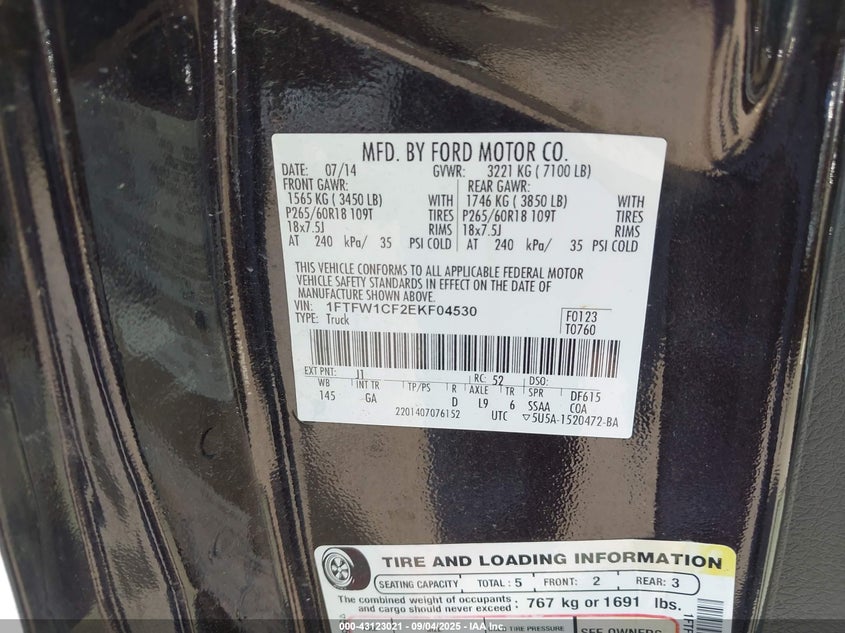 MFD. BY FORD MOTOR CO.
DATE: 07/14 GVWR: 3221 KG ( 7100 LB)
FRONT GAWR: REAR GAWR:
1565 KG ( 3450 LB) WITH 1746 KG ( 3850 LB) WITH
P265/60R18 109T TIRES P265/60R18 109T TIRES
18x7.5J RIMS 18x7.5J RIMS
AT 240 kPa/ 35 PSI COLD AT 240 kPa/ 35 PSI COLD
THIS VEHICLE CONFORMS TO ALL APPLICABLE FEDERAL MOTOR
VEHICLE SAFETY STANDARDS IN EFFECT ON THE DATE OF
MANUFACTURE SHOWN ABOVE.
VIN: 1FTFW1CF2EKF04530 F0123
TYPE: Truck T0760
EXT PNT: J1 RC: 52 DSO:
WB INT TR TP/PS R AXLE TR SPR DF615
145 GA D L9 6 SSAA COA
2201407076152 UTC ▽5U5A-1520472-BA
TIRE AND LOADING INFORMATION
SEATING CAPACITY TOTAL : 5 FRONT: 2 REAR: 3
The combined weight of occupants
and cargo should never exceed : 767 kg or 1691 lbs.
TIRE PRESSURE SEE OWNERS
000-43123021 - 09/04/2025 - IAA Inc.